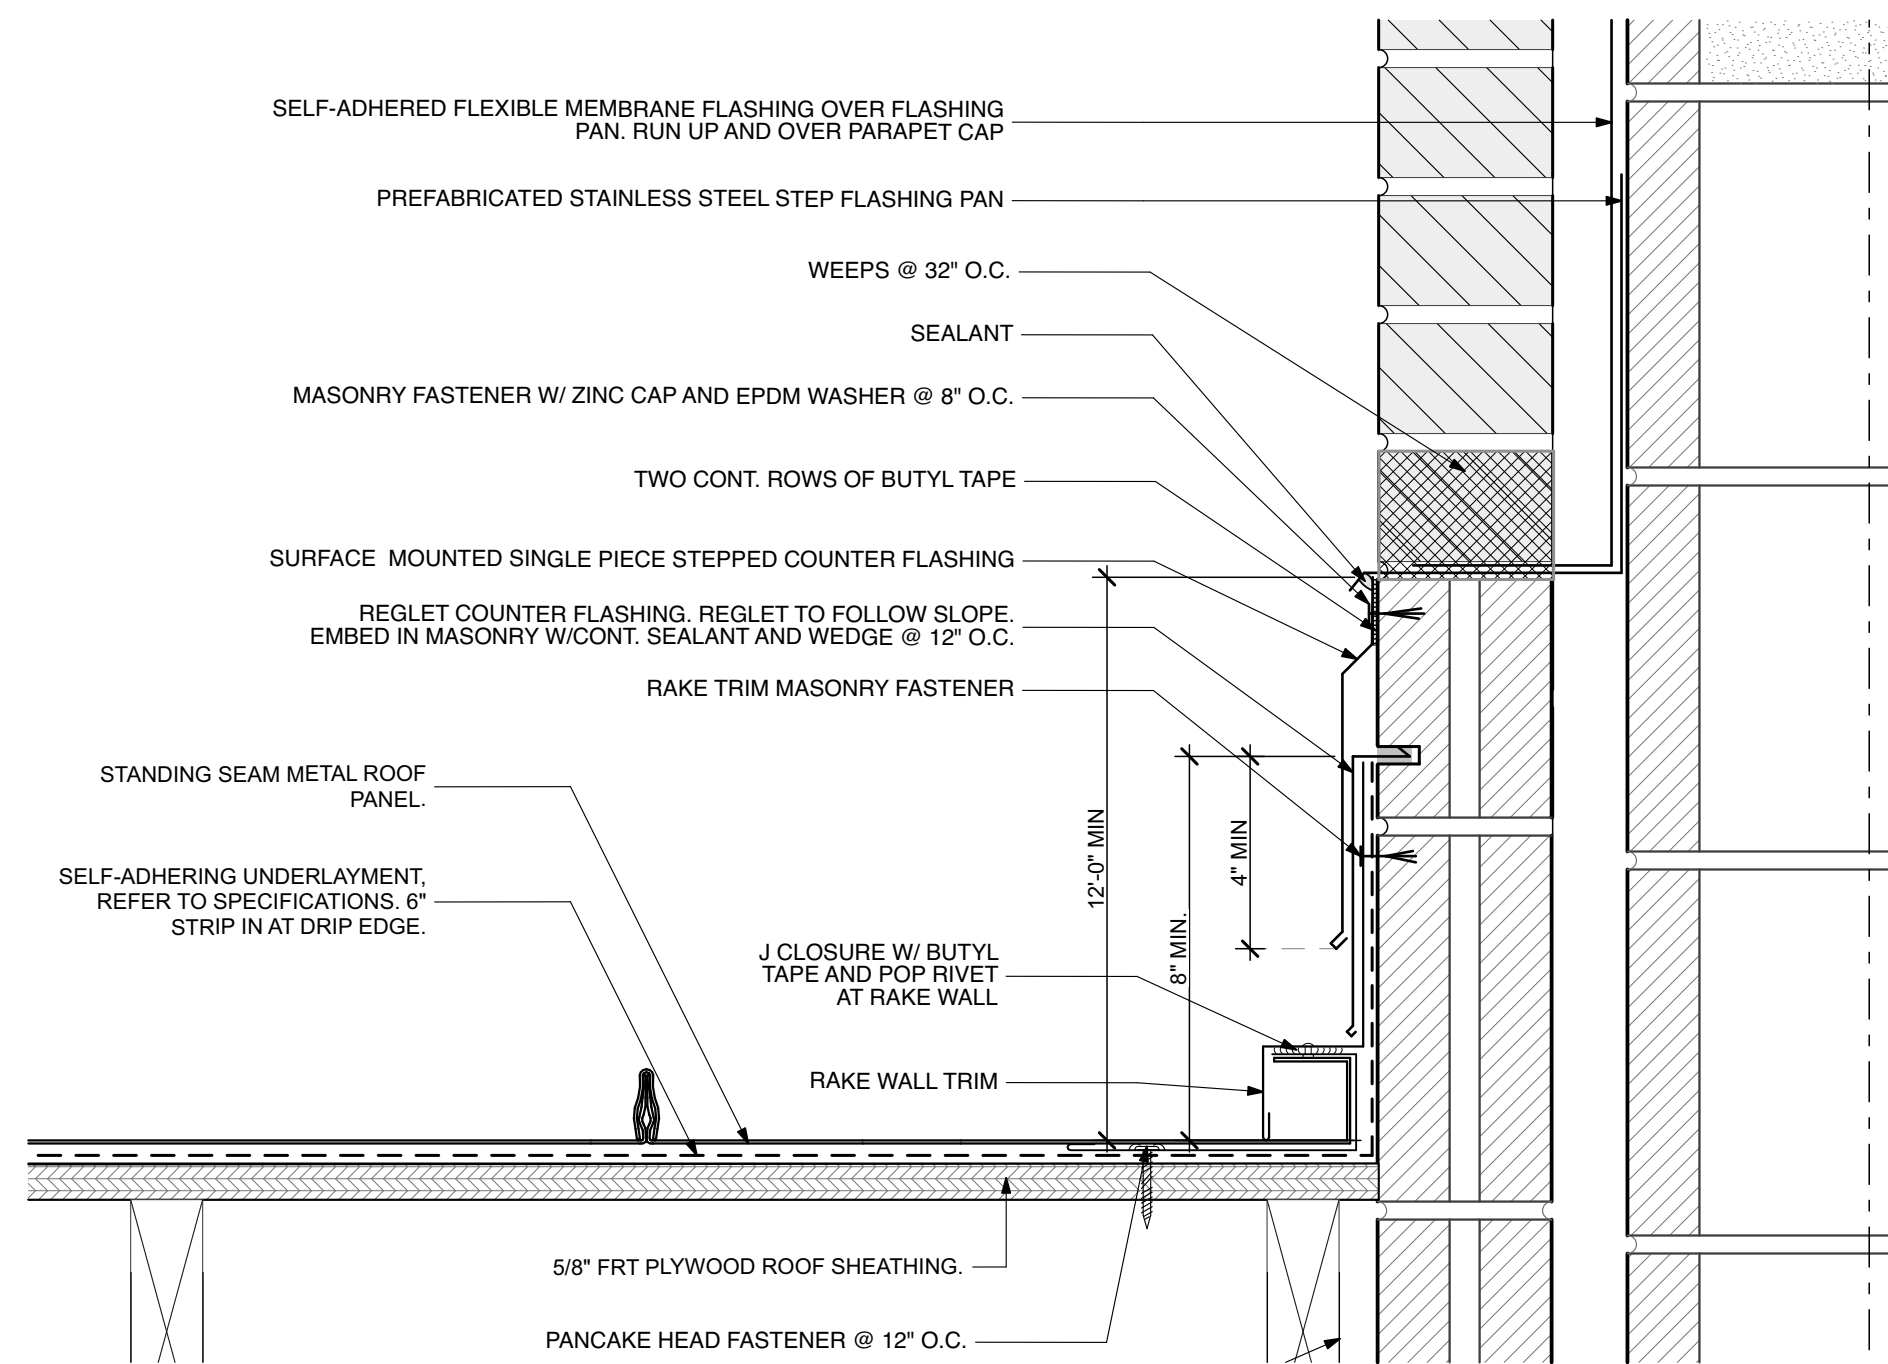 SELF-ADHERED FLEXIBLE MEMBRANE FLASHING OVER FLASHING
PAN. RUN UP AND OVER PARAPET CAP
PREFABRICATED STAINLESS STEEL STEP FLASHING PAN
WEEPS @ 32" O.C.
SEALANT
MASONRY FASTENER W/ ZINC CAP AND EPDM WASHER @ 8" O.C.
TWO CONT. ROWS OF BUTYL TAPE
SURFACE MOUNTED SINGLE PIECE STEPPED COUNTER FLASHING
REGLET COUNTER FLASHING. REGLET TO FOLLOW SLOPE.
EMBED IN MASONRY W/CONT. SEALANT AND WEDGE @ 12" O.C.
RAKE TRIM MASONRY FASTENER
STANDING SEAM METAL ROOF
PANEL.
SELF-ADHERING UNDERLAYMENT,
REFER TO SPECIFICATIONS. 6"
STRIP IN AT DRIP EDGE.
12'-0" MIN
8" MIN.
4" MIN
J CLOSURE W/ BUTYL
TAPE AND POP RIVET
AT RAKE WALL
RAKE WALL TRIM
5/8" FRT PLYWOOD ROOF SHEATHING.
PANCAKE HEAD FASTENER @ 12" O.C.